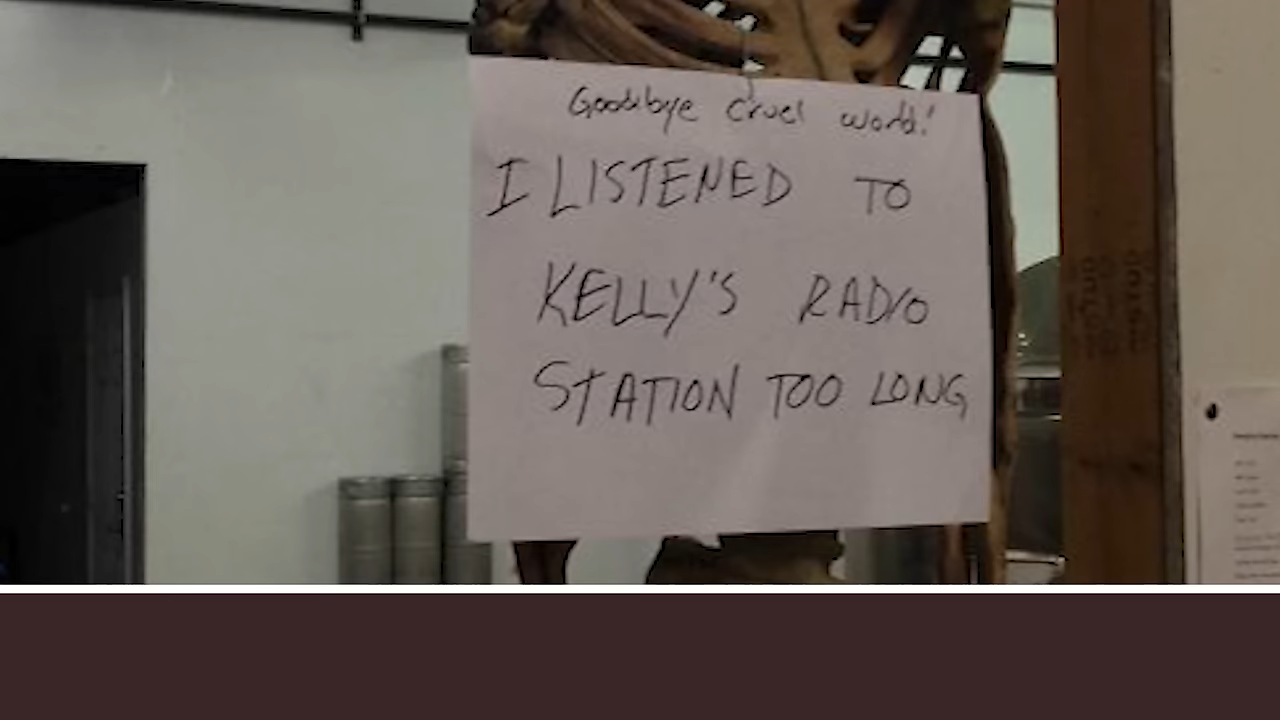 Goodbye cruel world!
I LISTENED TO
KELLY'S RADIO
STATION TOO LONG